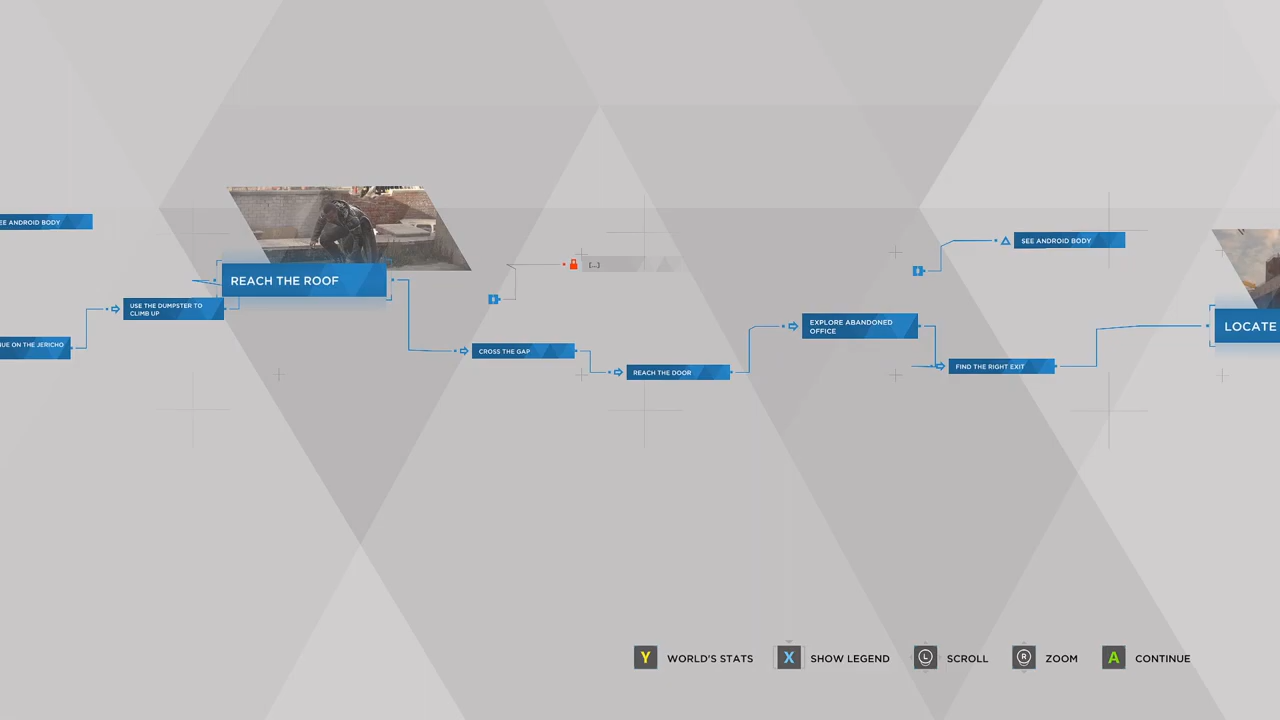 EE ANDROID BODY
REACH THE ROOF
USE THE DUMPSTER TO
CLIMB UP
UE ON THE JERICHO
[...]
CROSS THE GAP
REACH THE DOOR
EXPLORE ABANDONED
OFFICE
SEE ANDROID BODY
FIND THE RIGHT EXIT
LOCATE
Y WORLD'S STATS
X SHOW LEGEND
L SCROLL
R ZOOM
A CONTINUE